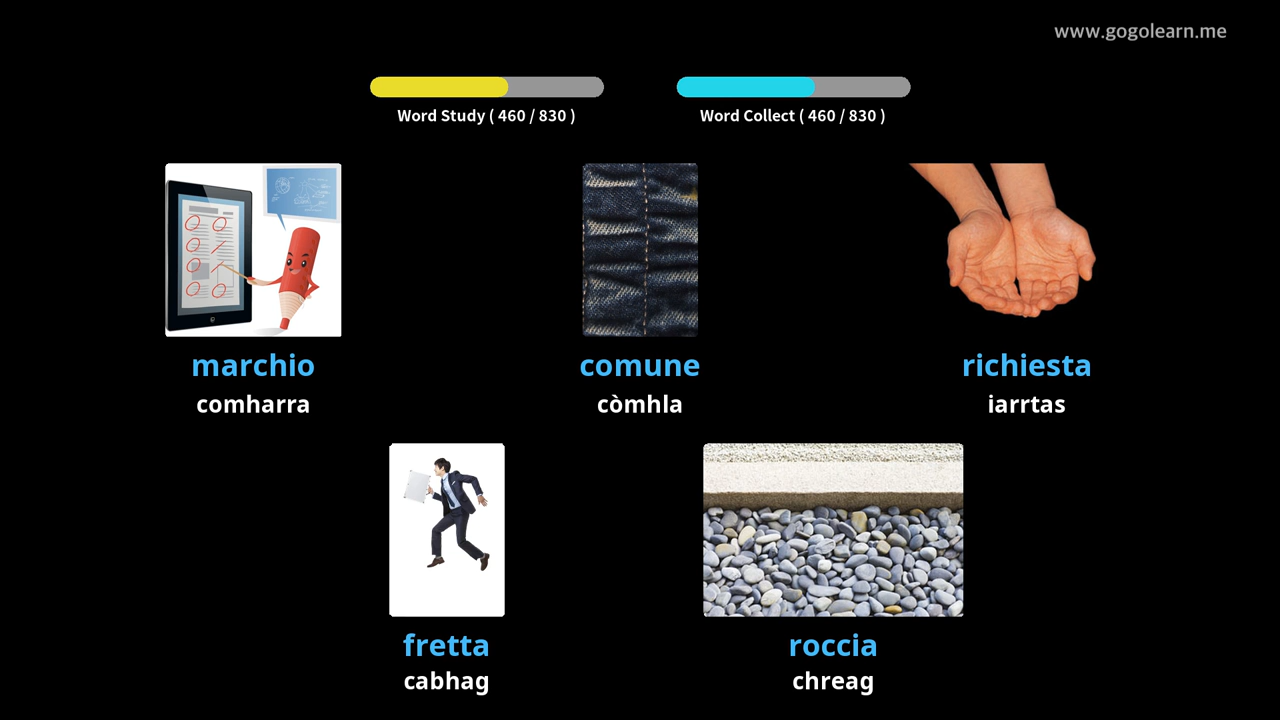 www.gogolearn.me
Word Study ( 460 / 830 )
Word Collect ( 460 / 830 )
marchio
comharra
comune
còmhla
richiesta
iarrtas
fretta
cabhag
roccia
chreag